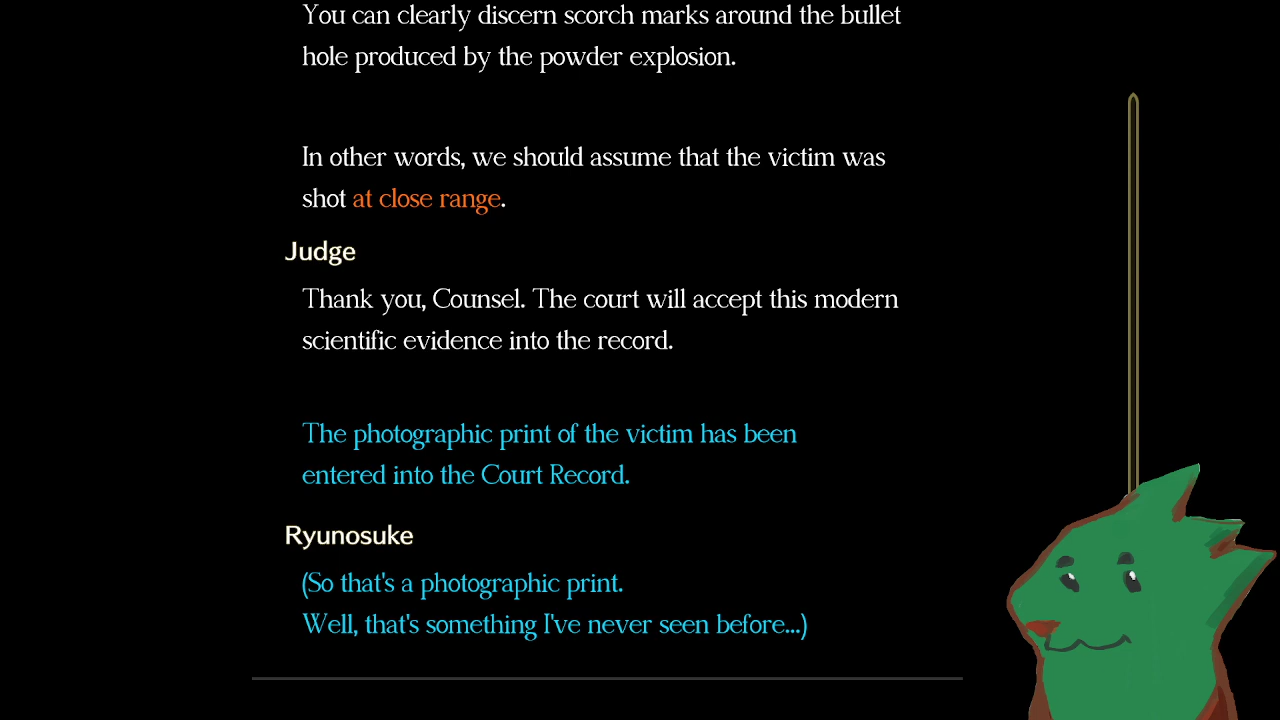 You can clearly discern scorch marks around the bullet
hole produced by the powder explosion.
In other words, we should assume that the victim was
shot at close range.
Judge
Thank you, Counsel. The court will accept this modern
scientific evidence into the record.
The photographic print of the victim has been
entered into the Court Record.
Ryunosuke
(So that's a photographic print.
Well, that's something I've never seen before...)